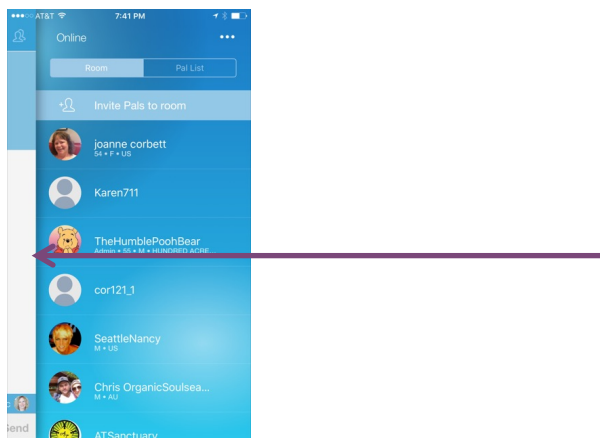 AT&T 7:41 PM
Online
Room Pal List
Invite Pals to room
joanne corbett
54 • F • US
Karen711
TheHumblePoohBear
Admin • 55 • M • HUNDRED ACRE...
cor121_1
SeattleNancy
M • US
Chris OrganicSoulsea...
M • AU
Send
ATSanctuary